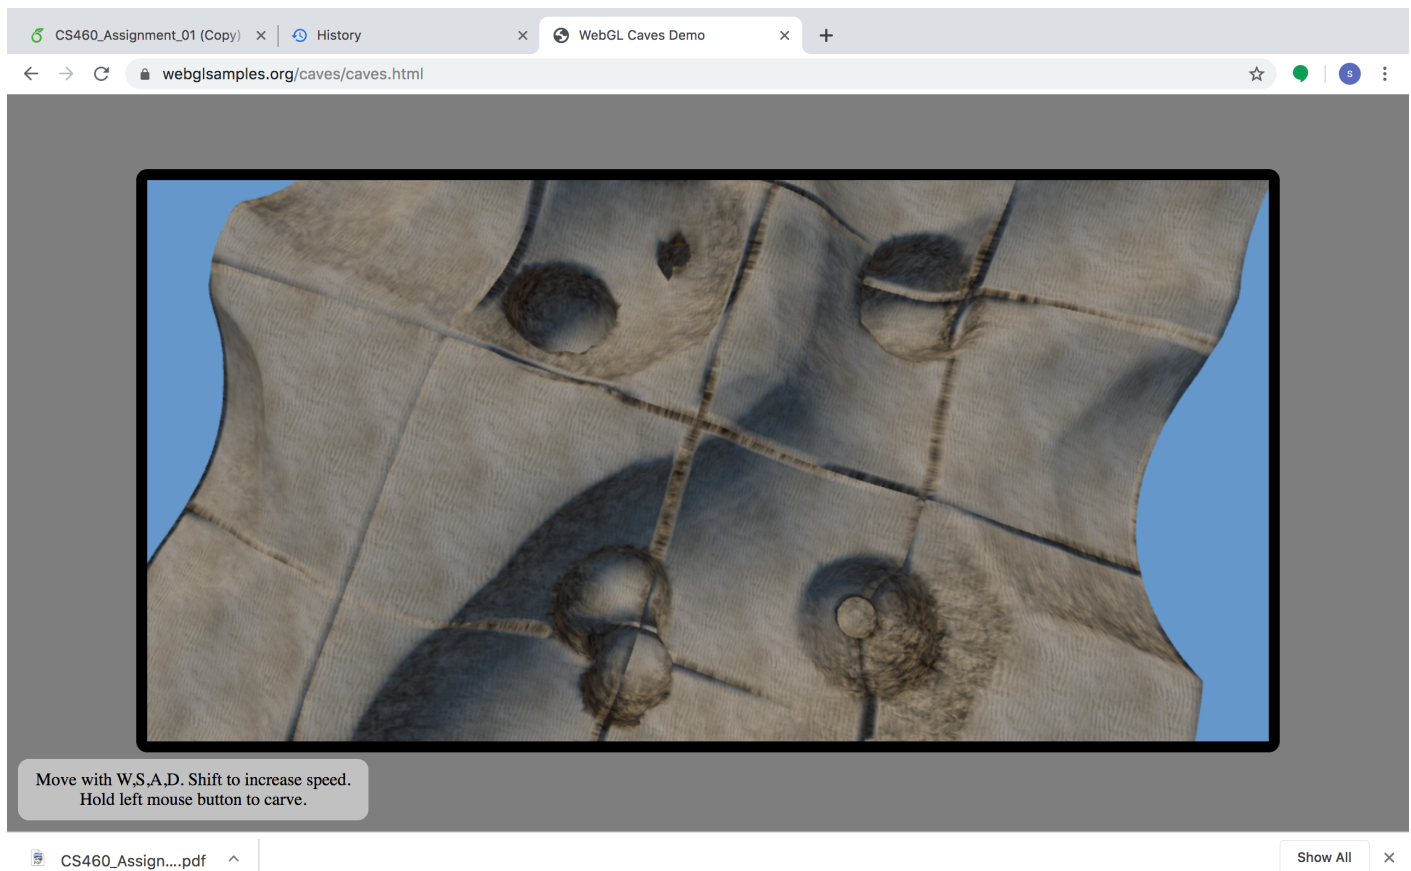 CS460_Assignment_01 (Copy)
History
WebGL Caves Demo
webglsamples.org/caves/caves.html
S
Move with W,S,A,D. Shift to increase speed.
Hold left mouse button to carve.
CS460_Assign....pdf
Show All